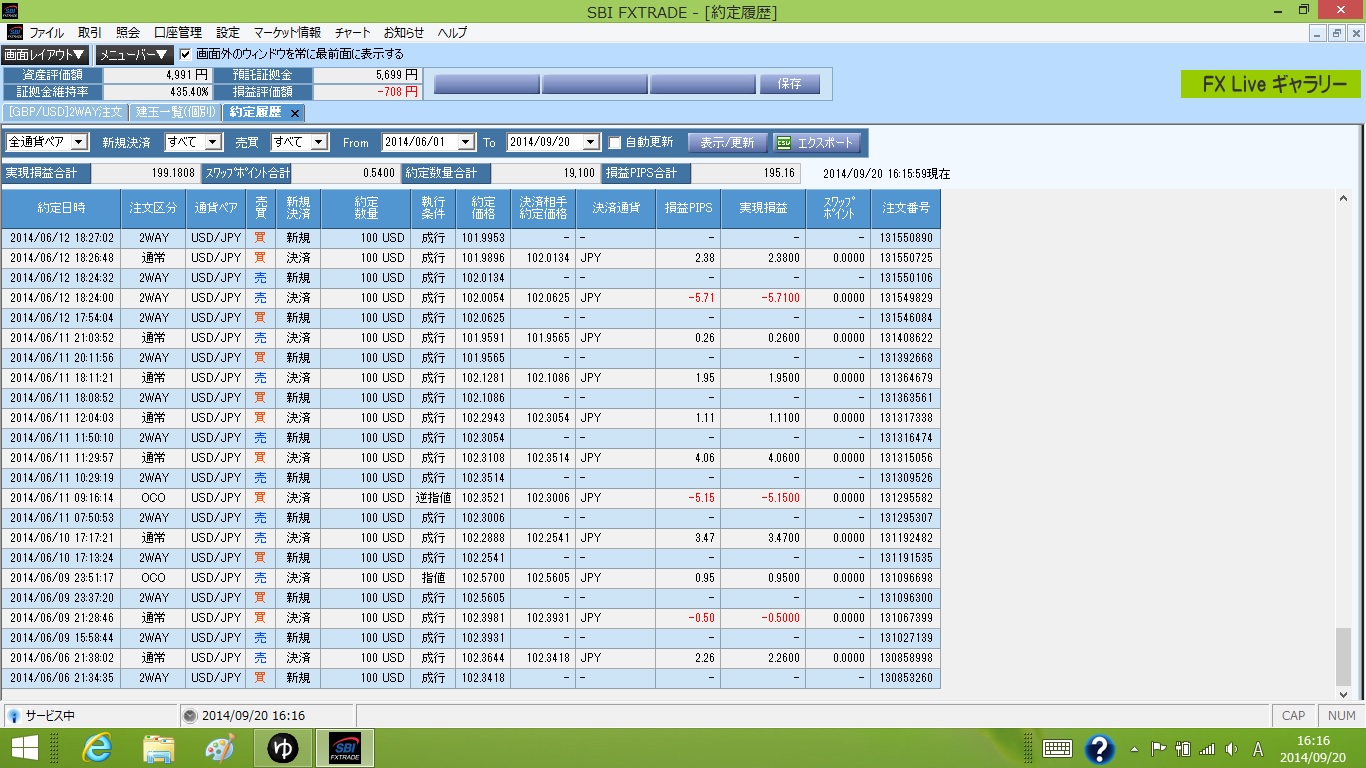 SBI FXTRADE - [約定履歴]
ファイル 取引 照会 口座管理 設定 マーケット情報 チャート お知らせ ヘルプ
画面レイアウト▼ メニューバー▼ 画面外のウィンドウを常に最前面に表示する
資産評価額 4,991 円 預託証拠金 5,699 円
証拠金維持率 435.40% 損益評価額 -708 円
保存
FX Live ギャラリー
[GBP/USD]2WAY注文 建玉一覧(個別) 約定履歴 ×
全通貨ペア 新規決済 すべて 売買 すべて From 2014/06/01 To 2014/09/20 自動更新 表示/更新 CSV エクスポート
実現損益合計 199.1808 スワップポイント合計 0.5400 約定数量合計 19,100 損益PIPS合計 195.16 2014/09/20 16:15:59現在
約定日時 注文区分 通貨ペア 売買 新規決済 約定数量 執行条件 約定価格 決済相手約定価格 決済通貨 損益PIPS 実現損益 スワップポイント 注文番号
2014/06/12 18:27:02 2WAY USD/JPY 買 新規 100 USD 成行 101.9953 - - - - - 131550890
2014/06/12 18:26:48 通常 USD/JPY 買 決済 100 USD 成行 101.9896 102.0134 JPY 2.38 2.3800 0.0000 131550725
2014/06/12 18:24:32 2WAY USD/JPY 売 新規 100 USD 成行 102.0134 - - - - - 131550106
2014/06/12 18:24:00 2WAY USD/JPY 売 決済 100 USD 成行 102.0054 102.0625 JPY -5.71 -5.7100 0.0000 131549829
2014/06/12 17:54:04 2WAY USD/JPY 買 新規 100 USD 成行 102.0625 - - - - - 131546084
2014/06/11 21:03:52 通常 USD/JPY 売 決済 100 USD 成行 101.9591 101.9565 JPY 0.26 0.2600 0.0000 131408622
2014/06/11 20:11:56 2WAY USD/JPY 買 新規 100 USD 成行 101.9565 - - - - - 131392668
2014/06/11 18:11:21 通常 USD/JPY 売 決済 100 USD 成行 102.1281 102.1086 JPY 1.95 1.9500 0.0000 131364679
2014/06/11 18:08:52 2WAY USD/JPY 買 新規 100 USD 成行 102.1086 - - - - - 131363561
2014/06/11 12:04:03 通常 USD/JPY 買 決済 100 USD 成行 102.2943 102.3054 JPY 1.11 1.1100 0.0000 131317338
2014/06/11 11:50:10 2WAY USD/JPY 売 新規 100 USD 成行 102.3054 - - - - - 131316474
2014/06/11 11:29:57 通常 USD/JPY 買 決済 100 USD 成行 102.3108 102.3514 JPY 4.06 4.0600 0.0000 131315056
2014/06/11 10:29:19 2WAY USD/JPY 売 新規 100 USD 成行 102.3514 - - - - - 131309526
2014/06/11 09:16:14 OCO USD/JPY 買 決済 100 USD 逆指値 102.3521 102.3006 JPY -5.15 -5.1500 0.0000 131295582
2014/06/11 07:50:53 2WAY USD/JPY 売 新規 100 USD 成行 102.3006 - - - - - 131295307
2014/06/10 17:17:21 通常 USD/JPY 売 決済 100 USD 成行 102.2888 102.2541 JPY 3.47 3.4700 0.0000 131192482
2014/06/10 17:13:24 2WAY USD/JPY 買 新規 100 USD 成行 102.2541 - - - - - 131191535
2014/06/09 23:51:17 OCO USD/JPY 売 決済 100 USD 指値 102.5700 102.5605 JPY 0.95 0.9500 0.0000 131096698
2014/06/09 23:37:20 2WAY USD/JPY 買 新規 100 USD 成行 102.5605 - - - - - 131096300
2014/06/09 21:28:46 通常 USD/JPY 買 決済 100 USD 成行 102.3981 102.3931 JPY -0.50 -0.5000 0.0000 131067399
2014/06/09 15:58:44 2WAY USD/JPY 売 新規 100 USD 成行 102.3931 - - - - - 131027139
2014/06/06 21:38:02 通常 USD/JPY 売 決済 100 USD 成行 102.3644 102.3418 JPY 2.26 2.2600 0.0000 130858998
2014/06/06 21:34:35 2WAY USD/JPY 買 新規 100 USD 成行 102.3418 - - - - - 130853260
サービス中 2014/09/20 16:16 CAP NUM
ゆ SBI FXTRADE A 16:16
2014/09/20